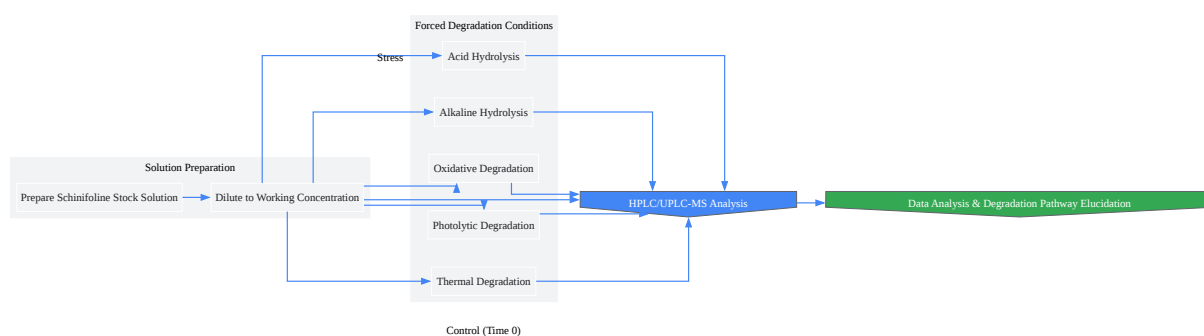 Forced Degradation Conditions
Stress
Acid Hydrolysis
Alkaline Hydrolysis
Solution Preparation
Oxidative Degradation
Prepare Schinifoline Stock Solution
Dilute to Working Concentration
HPLC/UPLC-MS Analysis
Data Analysis & Degradation Pathway Elucidation
Photolytic Degradation
Thermal Degradation
Control (Time 0)